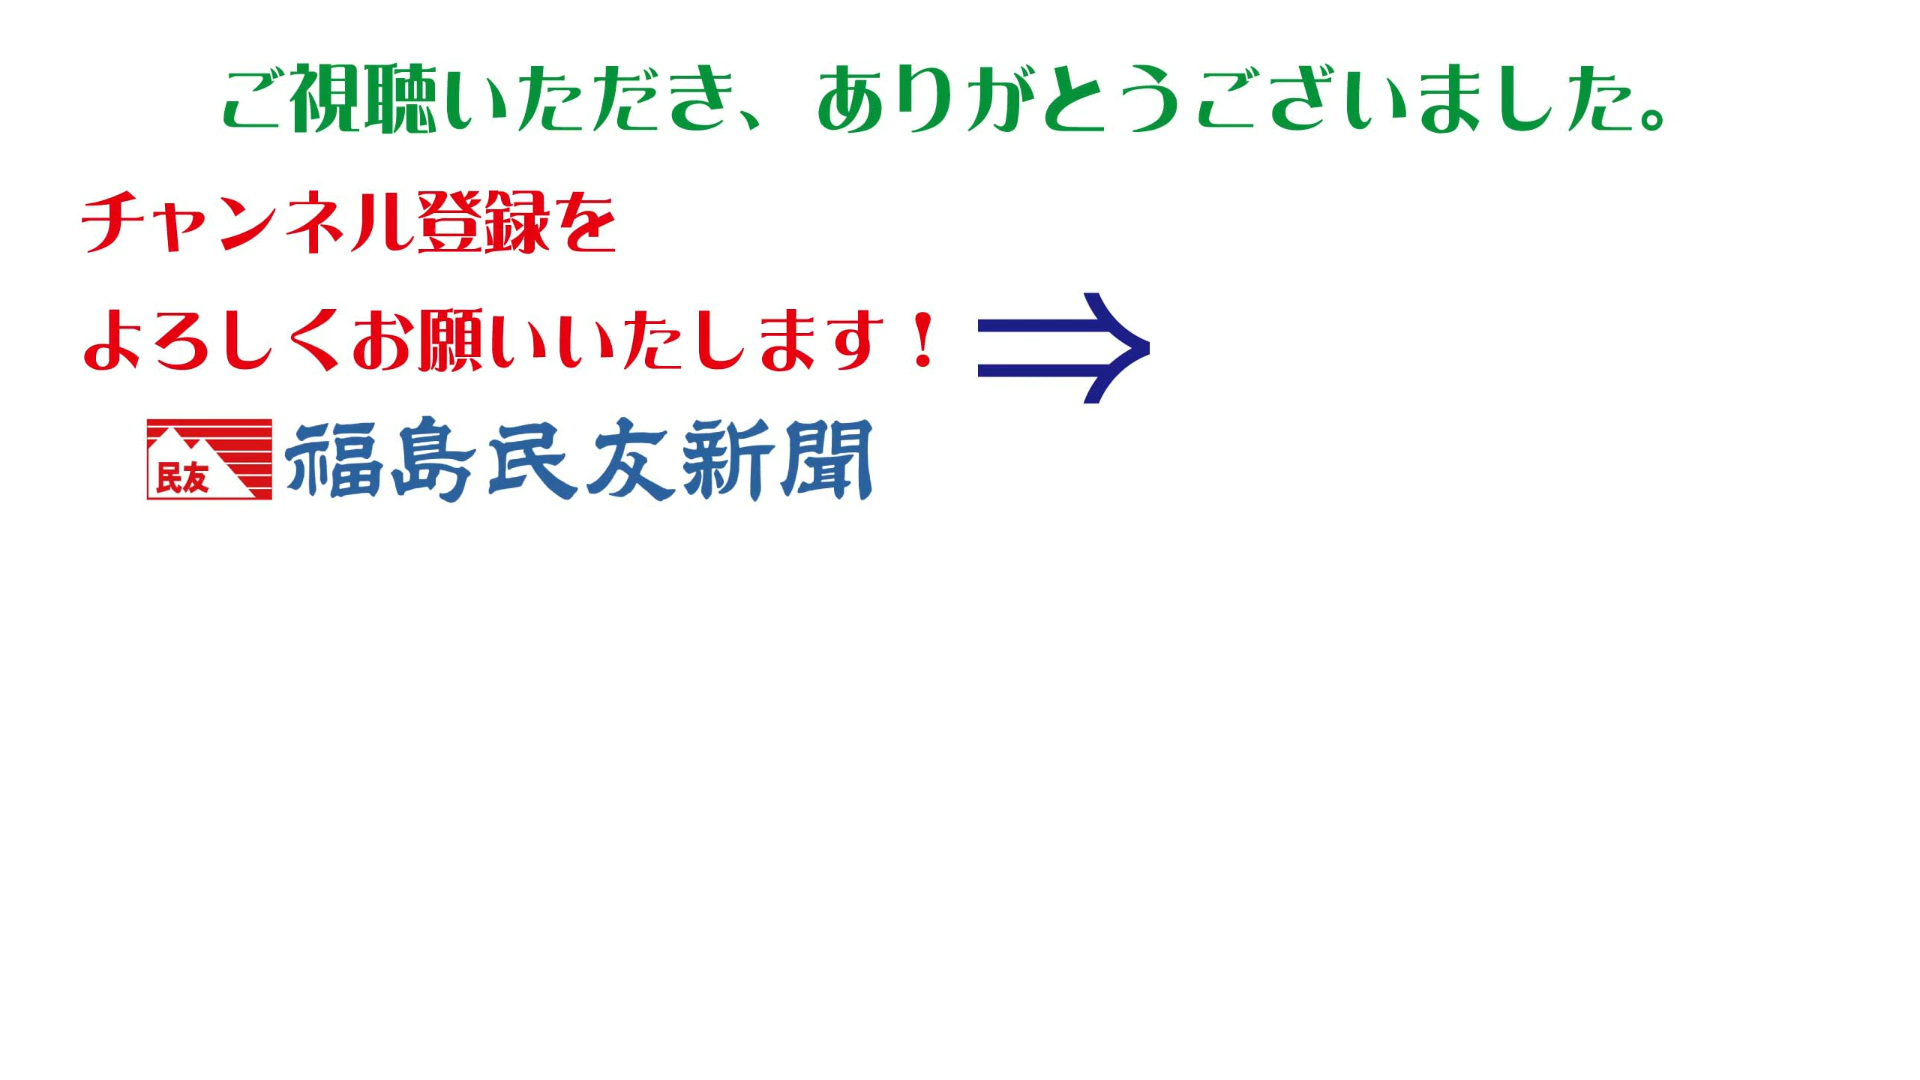 ご視聴いただき、ありがとうございました。
チャンネル登録を
よろしくお願いいたします！⇒
民友 福島民友新聞